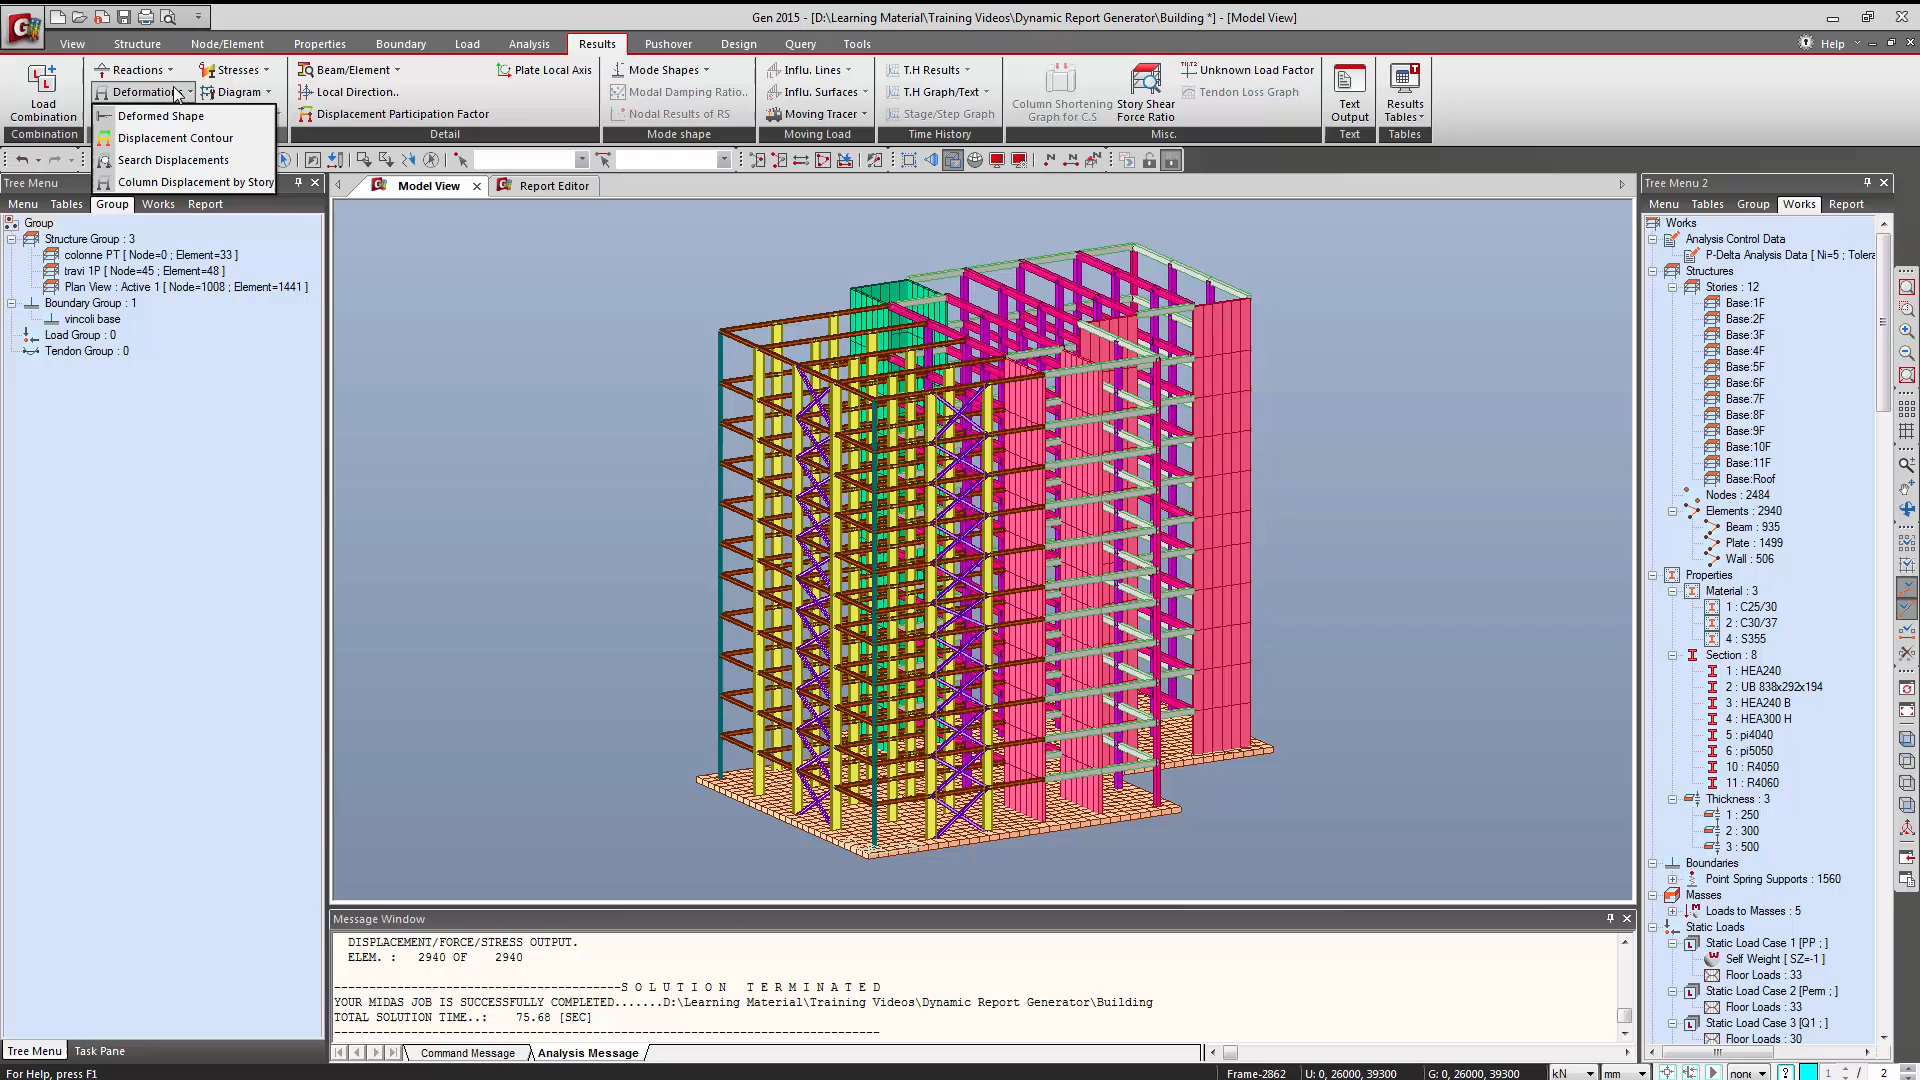 Gen 2015 - [D:\Learning Material\Training Videos\Dynamic Report Generator\Building *] - [Model View]
View
Structure
Node/Element
Properties
Boundary
Load
Analysis
Results
Pushover
Design
Query
Tools
Help
Load
Combination
Combination
Reactions
Deformation
Stresses
Diagram
Deformed Shape
Displacement Contour
Search Displacements
Column Displacement by Story
Beam/Element
Local Direction..
Displacement Participation Factor
Plate Local Axis
Detail
Mode Shapes
Modal Damping Ratio..
Nodal Results of RS
Mode shape
Influ. Lines
Influ. Surfaces
Moving Tracer
Moving Load
T.H Results
T.H Graph/Text
Stage/Step Graph
Time History
Column Shortening
Graph for C.S
Story Shear
Force Ratio
Unknown Load Factor
Tendon Loss Graph
Misc.
Text
Output
Text
Results
Tables
Tables
Tree Menu
Menu
Tables
Group
Works
Report
Group
Structure Group : 3
colonne PT [ Node=0 ; Element=33 ]
travi 1P [ Node=45 ; Element=48 ]
Plan View : Active 1 [ Node=1008 ; Element=1441 ]
Boundary Group : 1
vincoli base
Load Group : 0
Tendon Group : 0
Model View
Report Editor
Tree Menu 2
Menu
Tables
Group
Works
Report
Works
Analysis Control Data
P-Delta Analysis Data [ Ni=5 ; Tolera
Structures
Stories : 12
Base:1F
Base:2F
Base:3F
Base:4F
Base:5F
Base:6F
Base:7F
Base:8F
Base:9F
Base:10F
Base:11F
Base:Roof
Nodes : 2484
Elements : 2940
Beam : 935
Plate : 1499
Wall : 506
Properties
Material : 3
1 : C25/30
2 : C30/37
4 : S355
Section : 8
1 : HEA240
2 : UB 838x292x194
3 : HEA240 B
4 : HEA300 H
5 : pi4040
6 : pi5050
10 : R4050
11 : R4060
Thickness : 3
1 : 250
2 : 300
3 : 500
Boundaries
Point Spring Supports : 1560
Masses
Loads to Masses : 5
Static Loads
Static Load Case 1 [PP ; ]
Self Weight [ SZ=-1 ]
Floor Loads : 33
Static Load Case 2 [Perm ; ]
Floor Loads : 33
Static Load Case 3 [Q1 ; ]
Floor Loads : 30
Message Window
DISPLACEMENT/FORCE/STRESS OUTPUT.
ELEM. : 2940 OF 2940
------------------------------------------S O L U T I O N T E R M I N A T E D
YOUR MIDAS JOB IS SUCCESSFULLY COMPLETED.......D:\Learning Material\Training Videos\Dynamic Report Generator\Building
TOTAL SOLUTION TIME..: 75.68 [SEC]
------------------------------------------------------------------------------
Command Message
Analysis Message
Tree Menu
Task Pane
For Help, press F1
Frame-2862
U: 0, 26000, 39300
G: 0, 26000, 39300
kN
mm
none
?
1
/
2